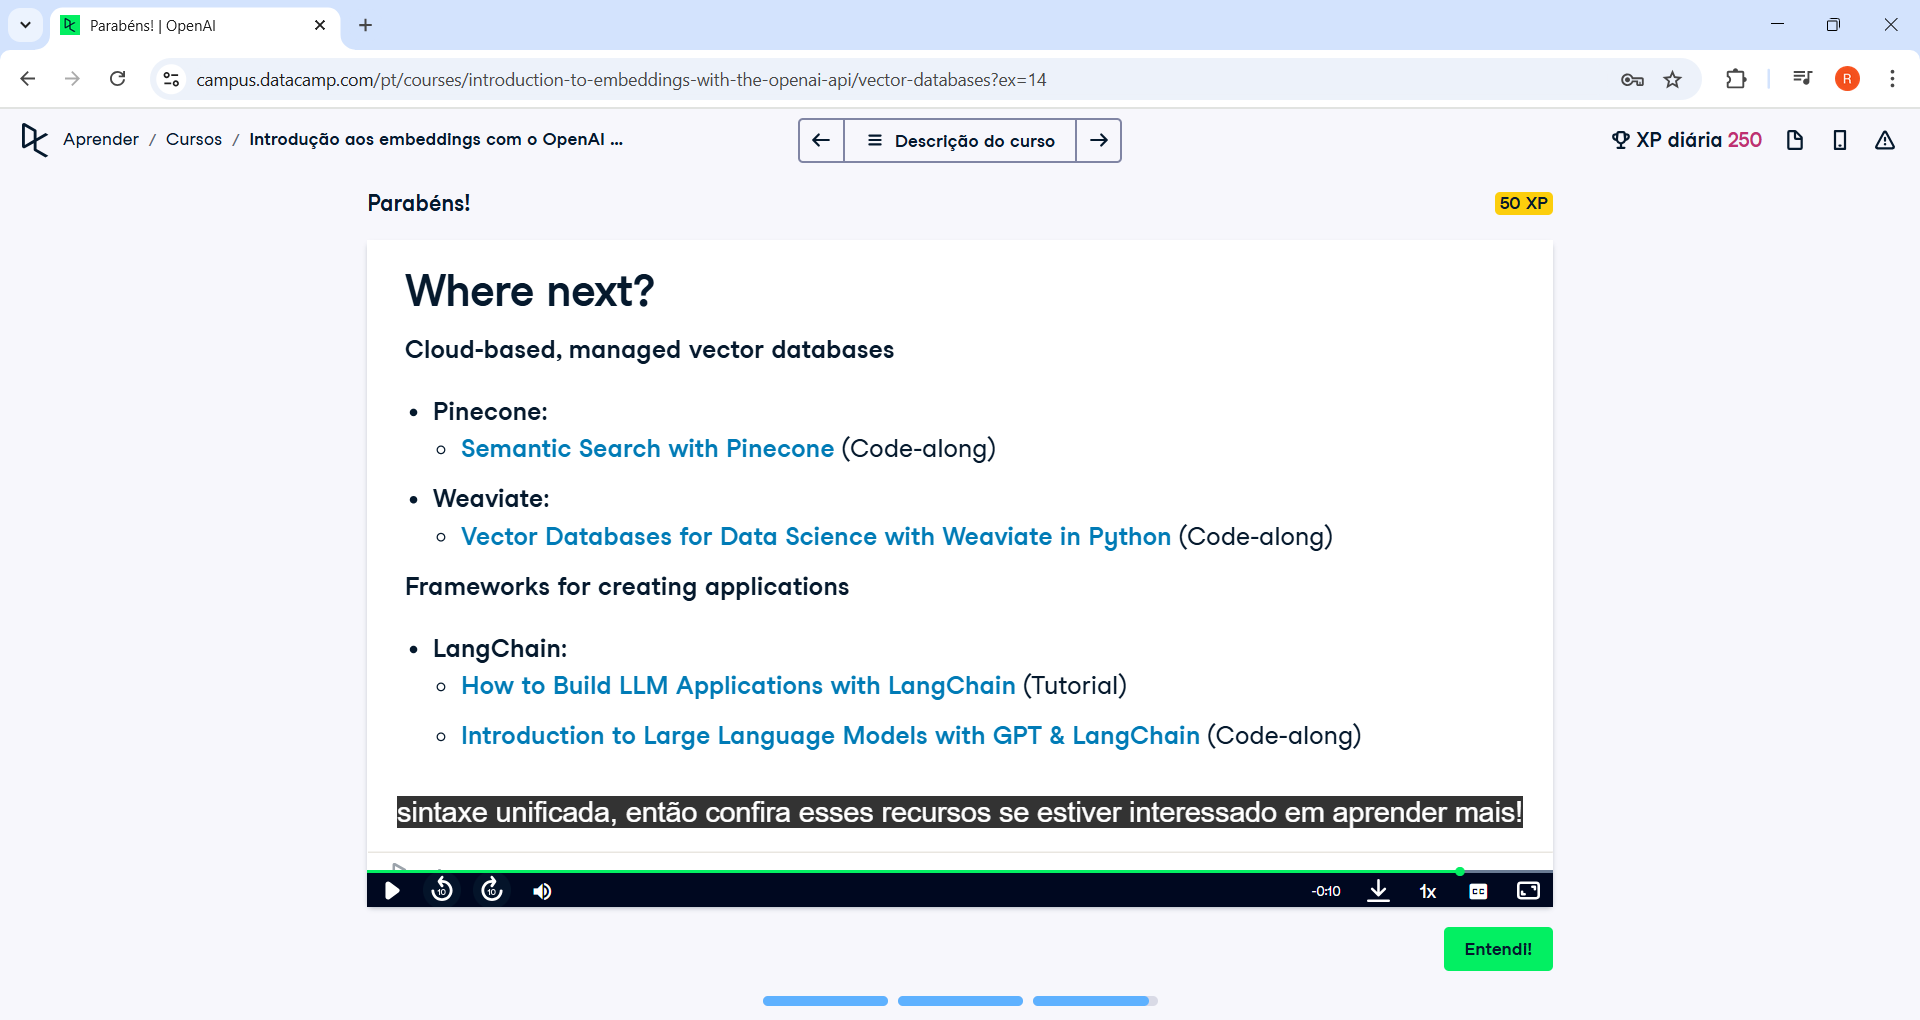 Parabéns! | OpenAI
campus.datacamp.com/pt/courses/introduction-to-embeddings-with-the-openai-api/vector-databases?ex=14
R
Aprender / Cursos / Introdução aos embeddings com o OpenAI ...
Descrição do curso
XP diária 250
Parabéns!
50 XP
Where next?
Cloud-based, managed vector databases
• Pinecone:
◦ Semantic Search with Pinecone (Code-along)
• Weaviate:
◦ Vector Databases for Data Science with Weaviate in Python (Code-along)
Frameworks for creating applications
• LangChain:
◦ How to Build LLM Applications with LangChain (Tutorial)
◦ Introduction to Large Language Models with GPT & LangChain (Code-along)
sintaxe unificada, então confira esses recursos se estiver interessado em aprender mais!
10
10
-0:10
1x
CC
Entendi!